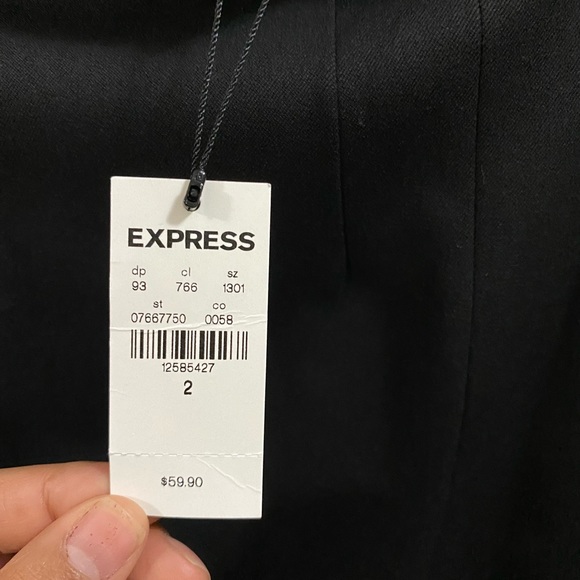 EXPRESS
dp cl sz
93 766 1301
st co
07667750 0058
12585427
2
$59.90